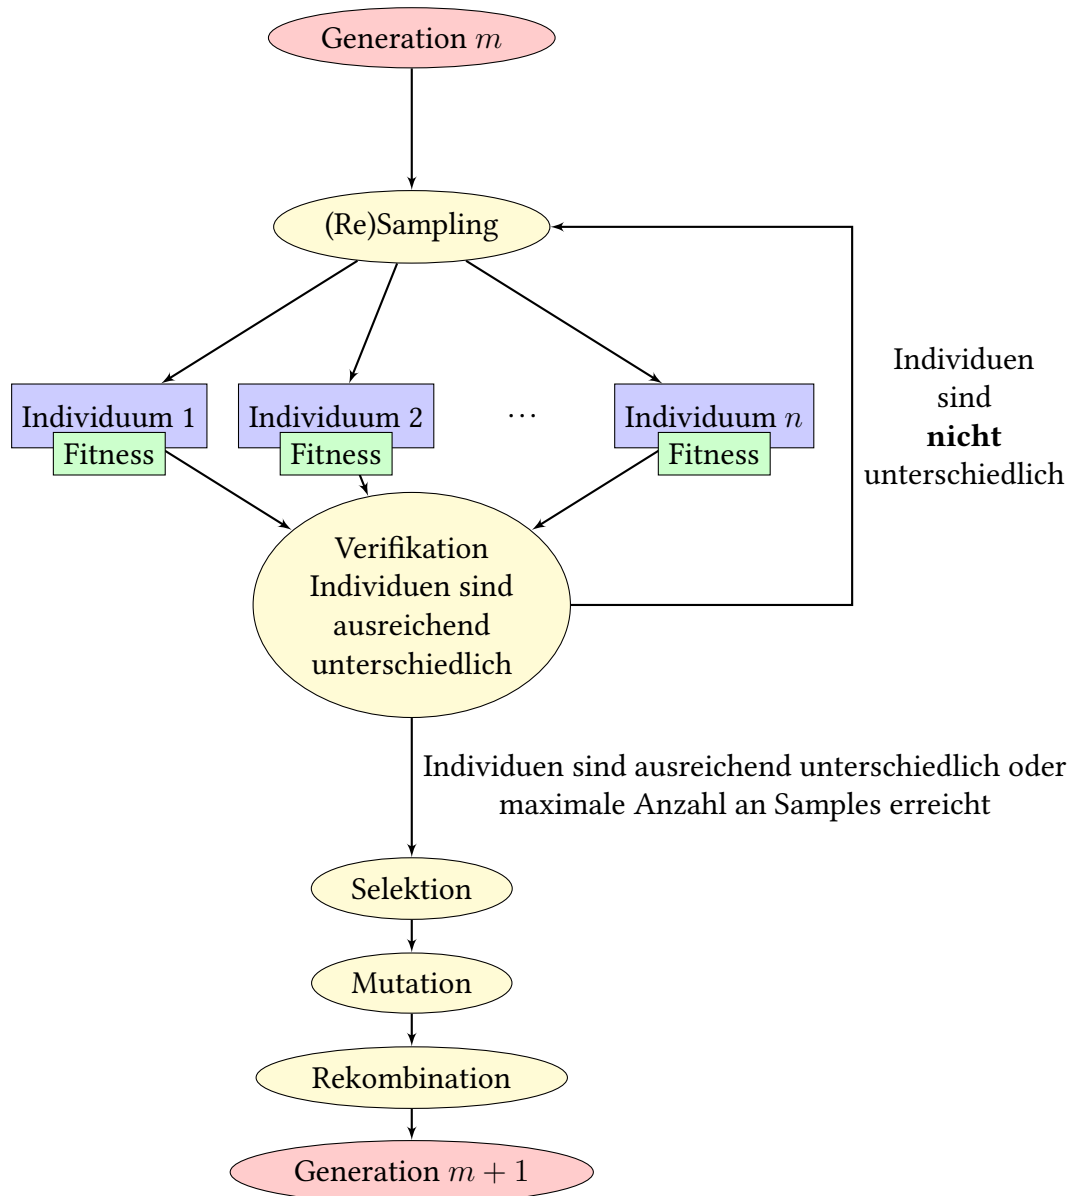 Generation m
(Re)Sampling
Individuum 1
Individuum 2
...
Individuum n
Fitness
Fitness
Fitness
Individuen
sind
nicht
unterschiedlich
Verifikation
Individuen sind
ausreichend
unterschiedlich
Individuen sind ausreichend unterschiedlich oder
maximale Anzahl an Samples erreicht
Selektion
Mutation
Rekombination
Generation m + 1